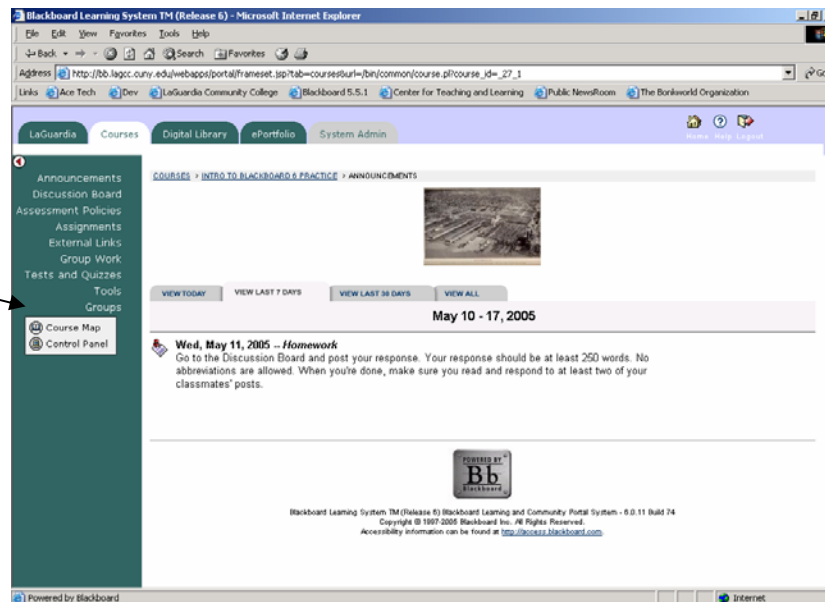 Blackboard Learning System TM (Release 6) - Microsoft Internet Explorer
File Edit View Favorites Tools Help
Back Search Favorites
Address http://bb.lagcc.cuny.edu/webapps/portal/frameset.jsp?tab=courses&url=/bin/common/course.pl?course_id=_27_1 Go
Links Ace Tech Dev LaGuardia Community College Blackboard 5.5.1 Center for Teaching and Learning Public NewsRoom The Bonkworld Organization
LaGuardia Courses Digital Library ePortfolio System Admin Home Help Logout
COURSES > INTRO TO BLACKBOARD 6 PRACTICE > ANNOUNCEMENTS
Announcements
Discussion Board
Assessment Policies
Assignments
External Links
Group Work
Tests and Quizzes
Tools
Groups
Course Map
Control Panel
VIEW TODAY VIEW LAST 7 DAYS VIEW LAST 30 DAYS VIEW ALL
May 10 - 17, 2005
Wed, May 11, 2005 -- Homework
Go to the Discussion Board and post your response. Your response should be at least 250 words. No
abbreviations are allowed. When you're done, make sure you read and respond to at least two of your
classmates' posts.
POWERED BY
Bb
Blackboard
Blackboard Learning System TM (Release 6) Blackboard Learning and Community Portal System - 6.0.11 Build 74
Copyright © 1997-2005 Blackboard Inc. All Rights Reserved.
Accessibility information can be found at http://access.blackboard.com.
Powered by Blackboard Internet